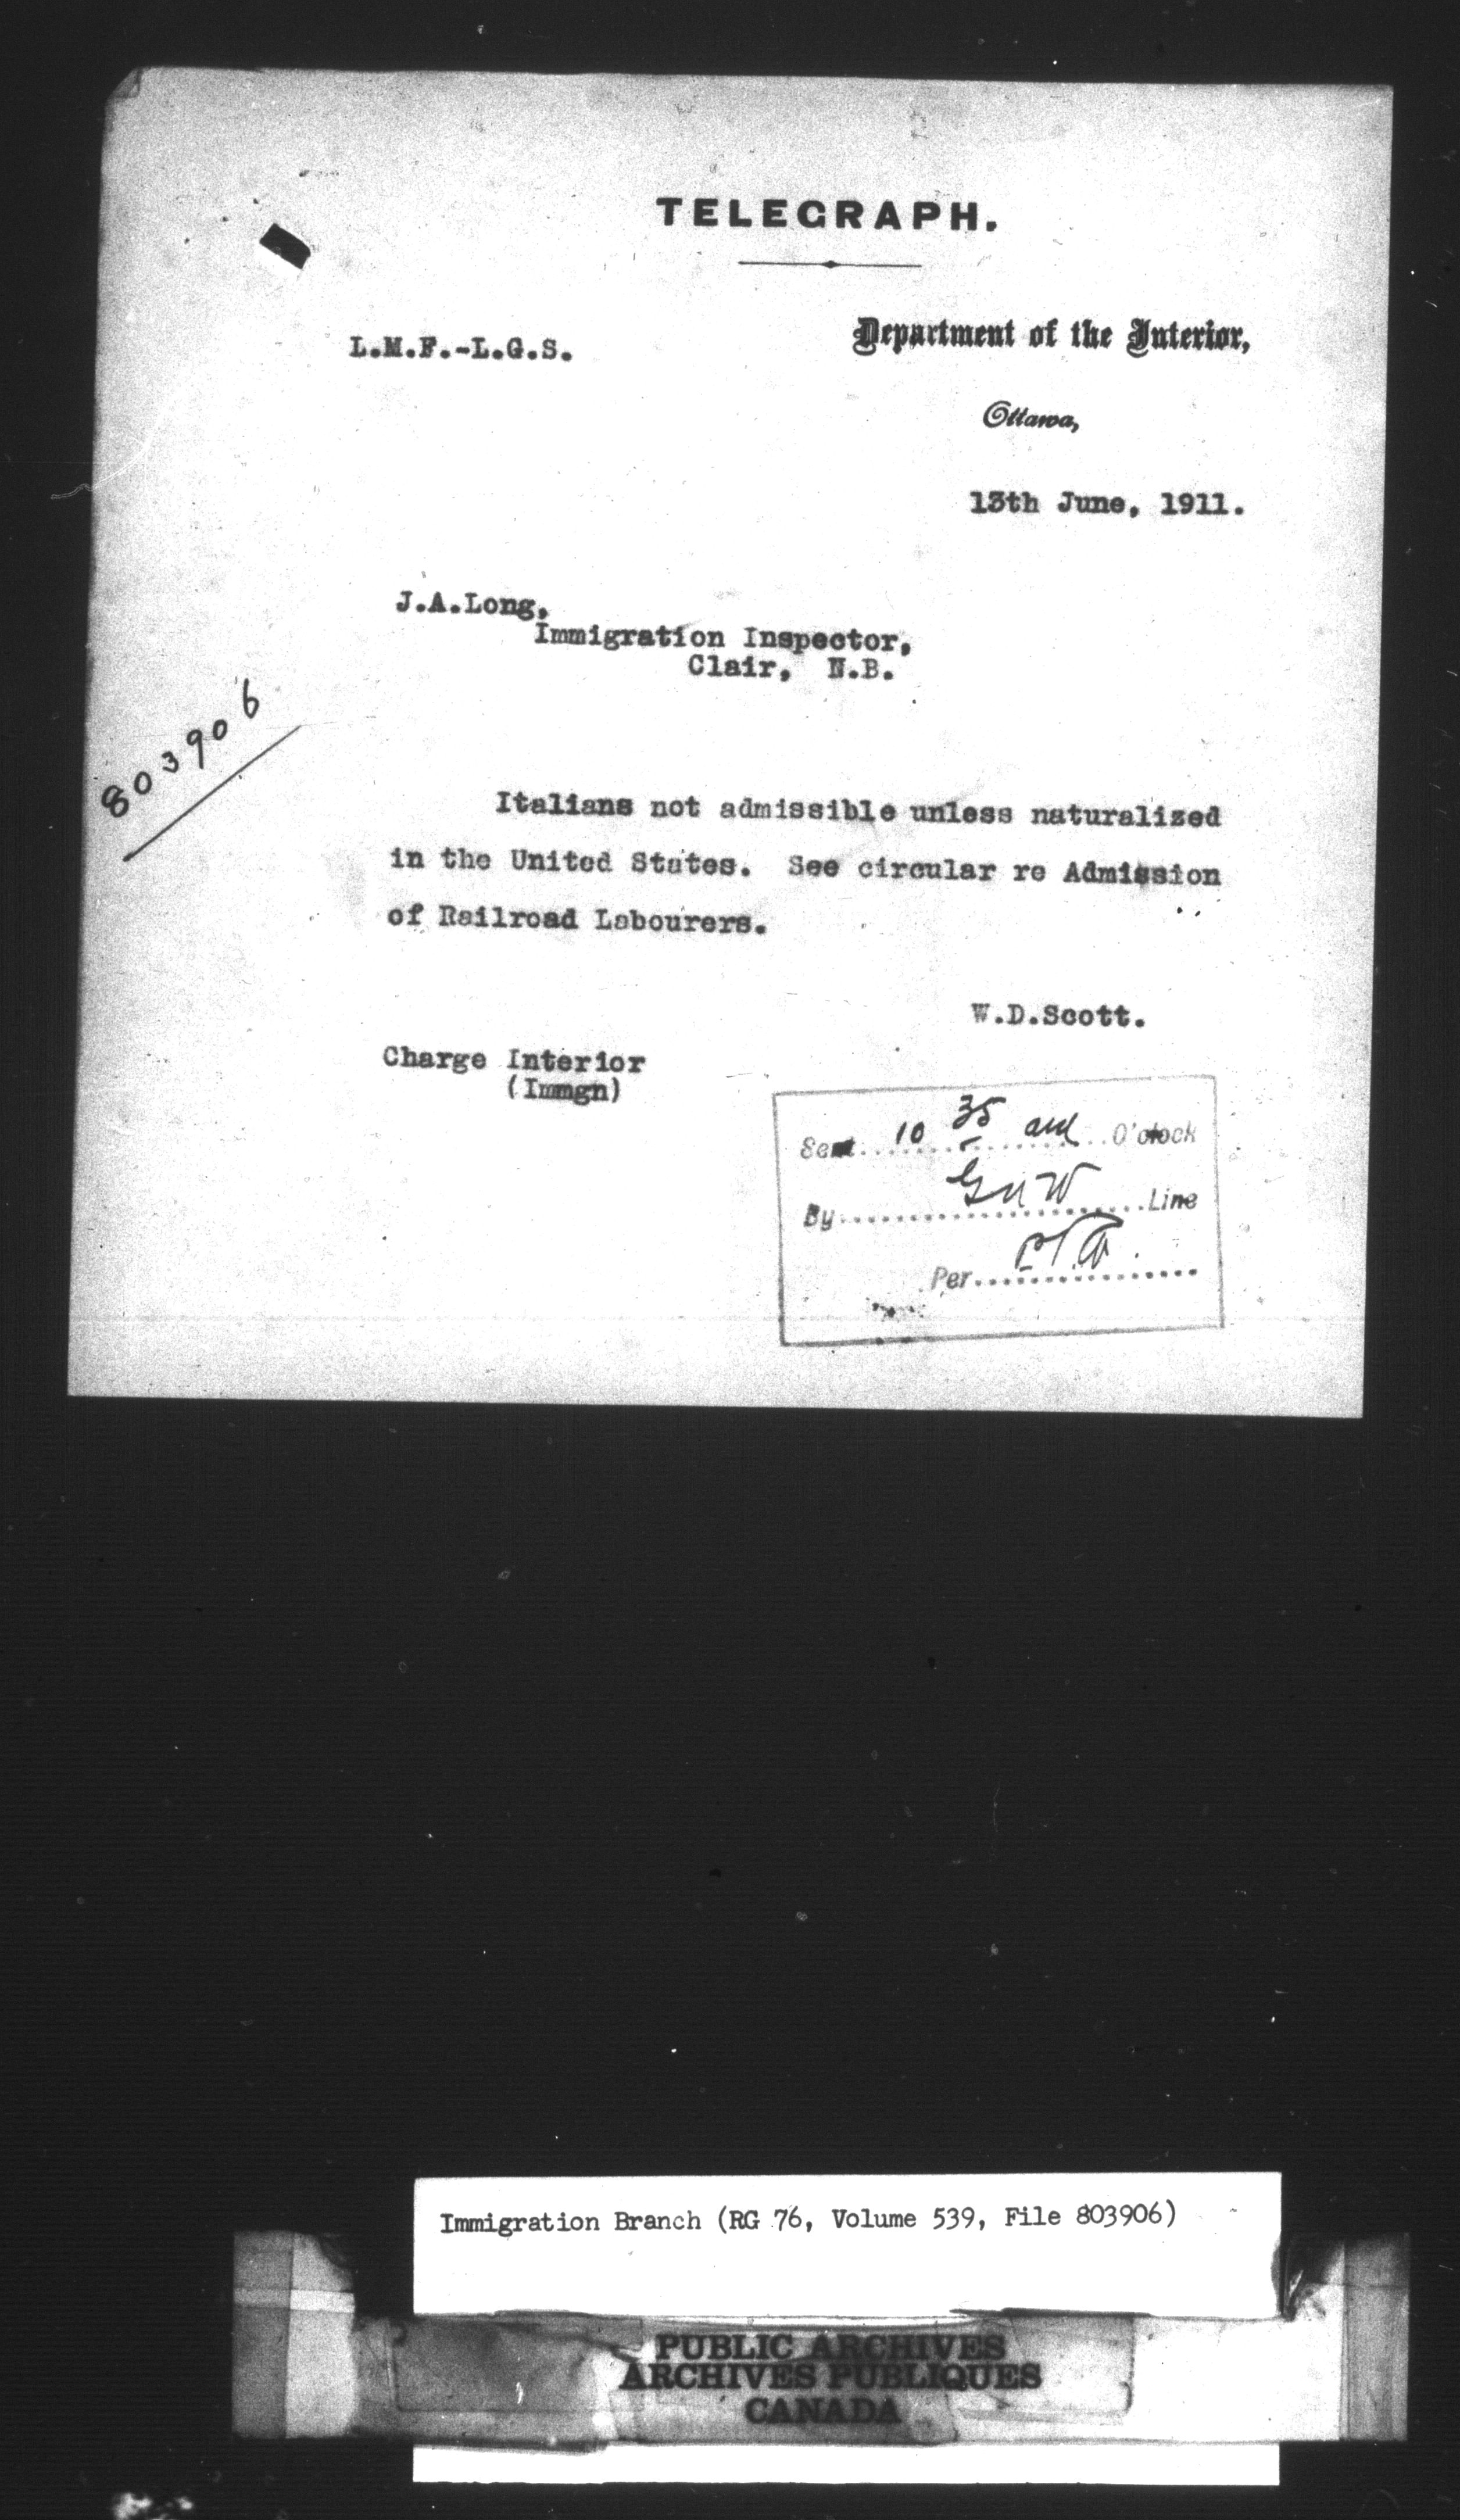 TELEGRAPH.
L.M.F.-L.G.S.
Department of the Interior,
Ottawa,
13th June, 1911.
J.A.Long,
Immigration Inspector,
Clair, N.B.
803906
Italians not admissible unless naturalized
in the United States. See circular re Admission
of Railroad Labourers.
W.D.Scott.
Charge Interior
(Immgn)
Sent 10 35 am O'clock
By G N W Line
Per
Immigration Branch (RG 76, Volume 539, File 803906)
PUBLIC ARCHIVES
ARCHIVES PUBLIQUES
CANADA